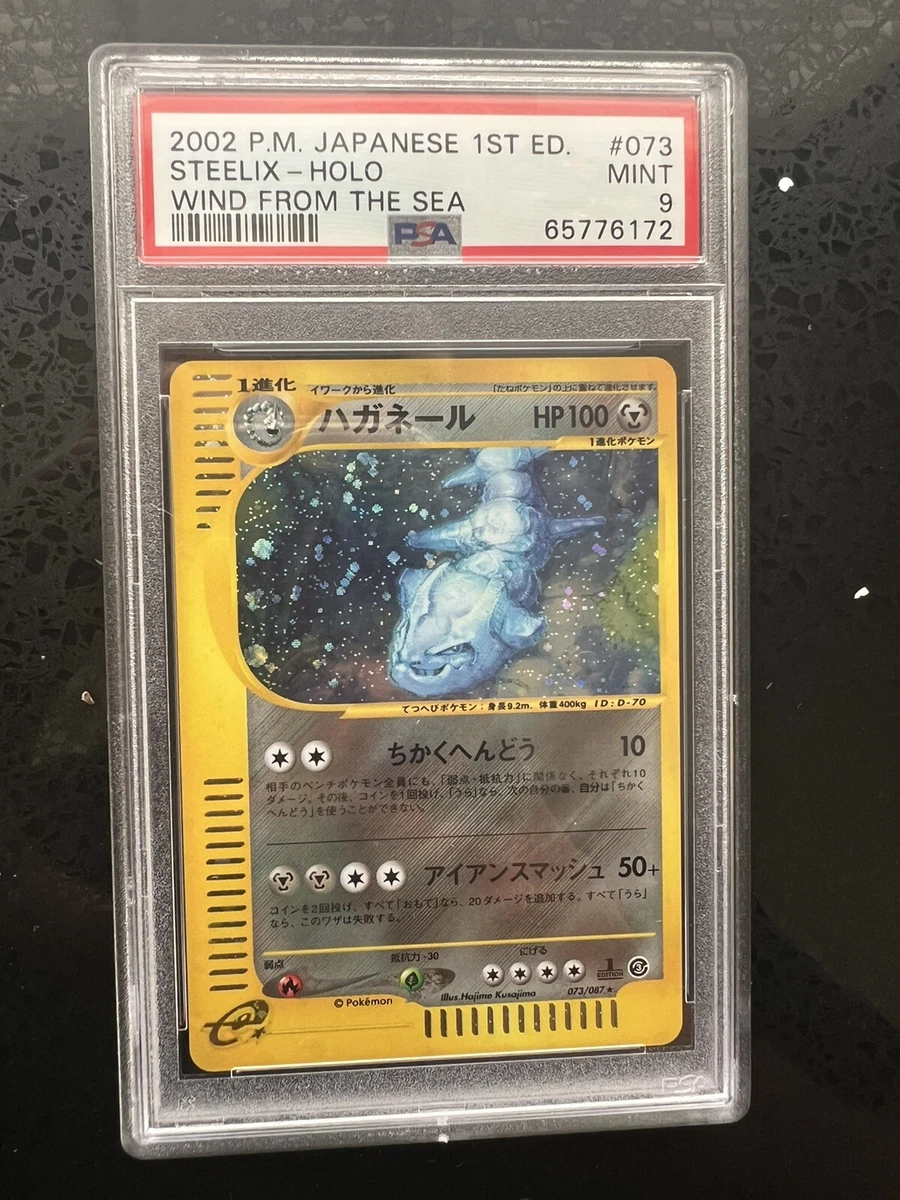 2002 P.M. JAPANESE 1ST ED. #073
STEELIX-HOLO MINT
WIND FROM THE SEA 9
PSA 65776172
1進化 イワークから進化 「たねポケモン」の上に重ねて進化させます。
ハガネール HP100
1進化ポケモン
てつへびポケモン：身長9.2m. 体重400kg ID:D-70
ちかくへんどう 10
相手のベンチポケモン全員にも、「弱点・抵抗力」に関係なく、それぞれ10
ダメージ。その後、コインを1回投げ、「うら」なら、次の自分の番、自分は「ちかく
へんどう」を使うことができない。
アイアンスマッシュ 50+
コインを2回投げ、すべて「おもて」なら、20ダメージを追加する。すべて「うら」
なら、このワザは失敗する。
弱点 抵抗力-30 にげる
1 EDITION
©Pokémon Illus.Hajime Kusajima 073/087★
e
PSA